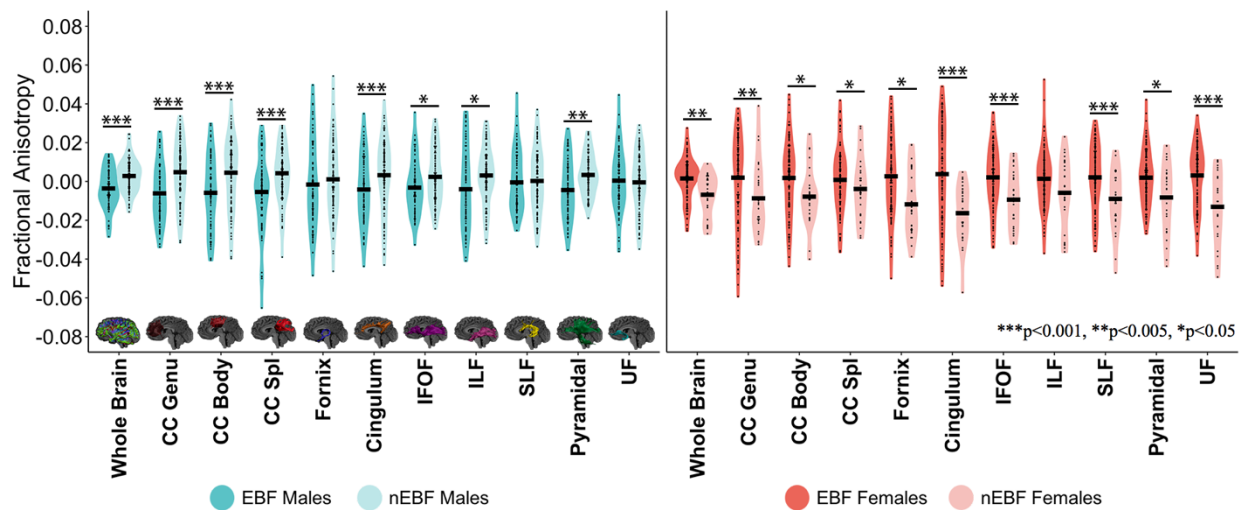 Fractional Anisotropy
0.08
0.06
0.04
0.02
0.00
-0.02
-0.04
-0.06
-0.08
***
***
***
***
***
*
*
**
**
**
*
*
*
***
***
***
*
***
***p<0.001, **p<0.005, *p<0.05
Whole Brain
CC Genu
CC Body
CC Spl
Fornix
Cingulum
IFOF
ILF
SLF
Pyramidal
UF
Whole Brain
CC Genu
CC Body
CC Spl
Fornix
Cingulum
IFOF
ILF
SLF
Pyramidal
UF
EBF Males
nEBF Males
EBF Females
nEBF Females